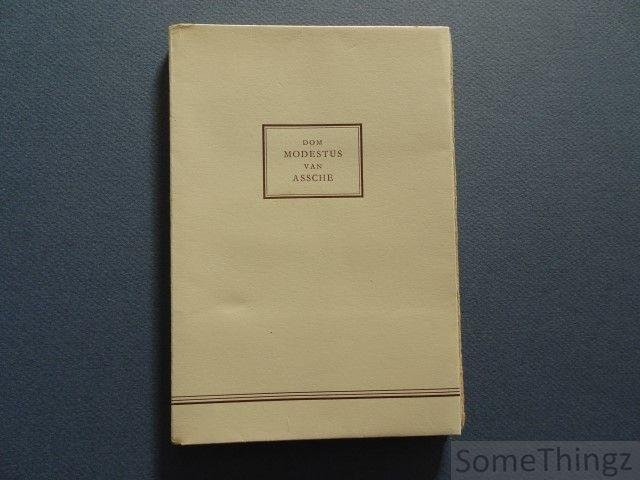 DOM
MODESTUS
VAN
ASSCHE
SomeThingz